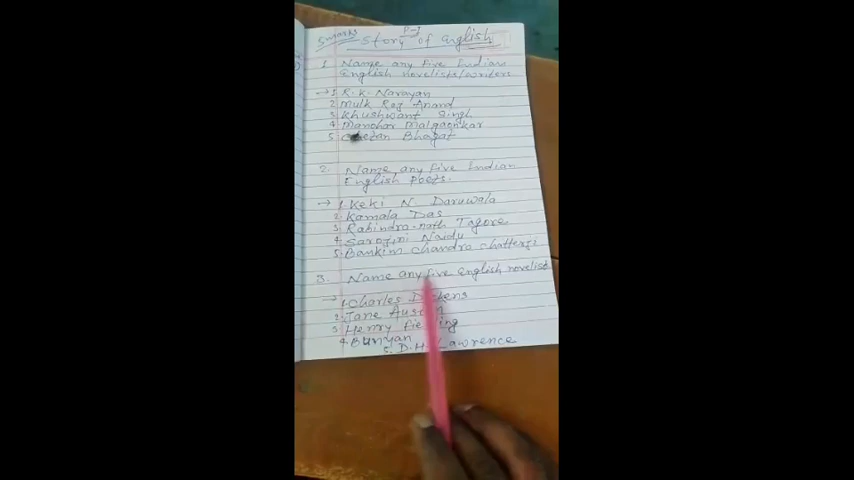 P-I
5 marks Story of English
1 Name any five Indian
English novelists/writers
→ 1 R.K. Narayan
2 Mulk Raj Anand
3 Khushwant Singh
4 Manohar Malgaonkar
5 Chetan Bhagat
2. Name any five Indian
English poets.
→ 1. Keki N Daruwala
2. Kamala Das
3 Rabindra-nath Tagore
4 Sarojini Naidu
5. Bankim Chandra Chatterji
3. Name any five English novelist
→ 1. Charles Dickens
2. Jane Austen
3 Henry Fielding
4 Bunyan
5. D.H. Lawrence